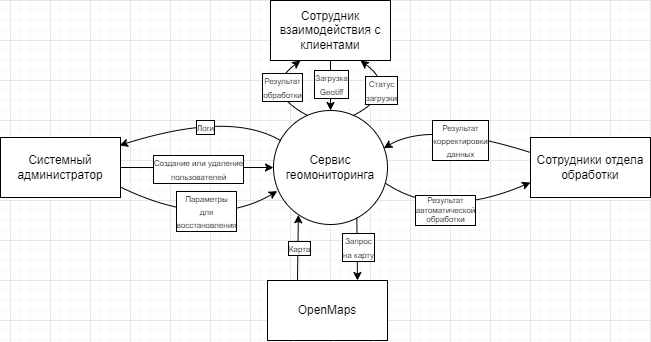 Сотрудник
взаимодействия с
клиентами
Результат
обработки
Загрузка
Geotiff
Статус
загрузки
Логи
Системный
администратор
Создание или удаление
пользователей
Параметры
для
восстановления
Сервис
геомониторинга
Результат
корректировки
данных
Сотрудники отдела
обработки
Результат
автоматической
обработки
Карта
Запрос
на карту
OpenMaps